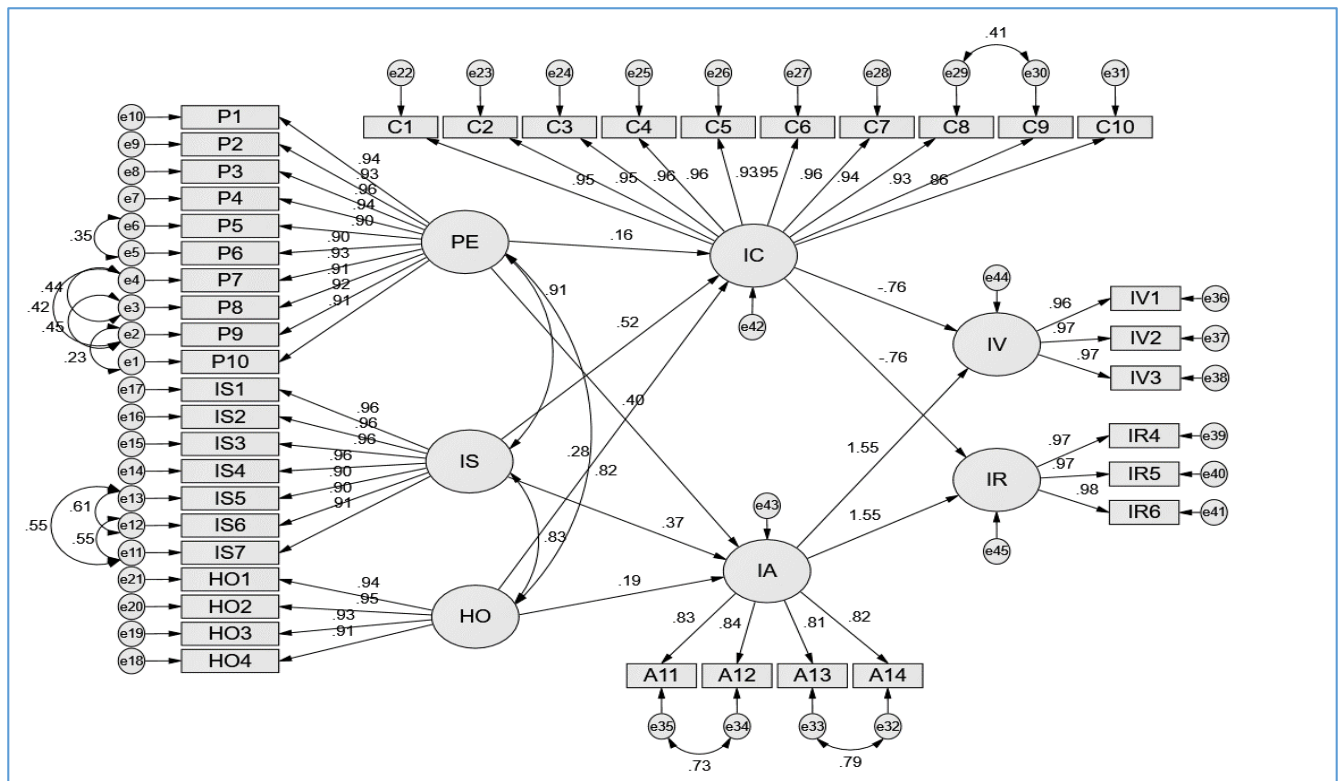 .41
e22 e23 e24 e25 e26 e27 e28 e29 e30 e31
C1 C2 C3 C4 C5 C6 C7 C8 C9 C10
.95 .95 .96 .96 .93 .95 .96 .94 .93 .86
e10 P1
e9 P2
e8 P3
e7 P4
e6 P5
e5 P6
e4 P7
e3 P8
e2 P9
e1 P10
.94
.93
.96
.94
.90
.90
.93
.91
.92
.91
.35
.44
.42
.45
.23
PE
IC
.16
.91
e42
e17 IS1
e16 IS2
e15 IS3
e14 IS4
e13 IS5
e12 IS6
e11 IS7
.96
.96
.96
.96
.90
.90
.91
.61
.55
.55
IS
.52
.40
.28
.82
.37
.83
e21 HO1
e20 HO2
e19 HO3
e18 HO4
.94
.95
.93
.91
HO
.19
-.76
-.76
1.55
1.55
e44
IV
.96
.97
.97
IV1 e36
IV2 e37
IV3 e38
IR
e45
.97
.97
.98
IR4 e39
IR5 e40
IR6 e41
e43
IA
.83 .84 .81 .82
A11 A12 A13 A14
e35 e34 e33 e32
.73 .79